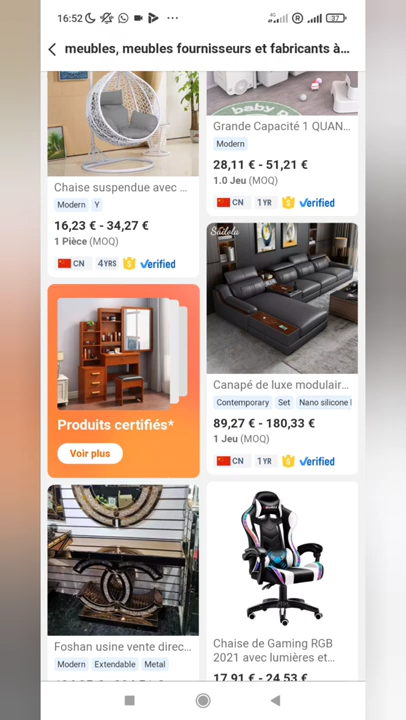 16:52
4G
R
37
meubles, meubles fournisseurs et fabricants à...
Chaise suspendue avec ...
Modern Y
16,23 € - 34,27 €
1 Pièce (MOQ)
CN 4YRS Verified
Produits certifiés*
Voir plus
Foshan usine vente direc...
Modern Extendable Metal
baby
Grande Capacité 1 QUAN...
Modern
28,11 € - 51,21 €
1.0 Jeu (MOQ)
CN 1YR Verified
Sailola
Canapé de luxe modulair...
Contemporary Set Nano silicone
89,27 € - 180,33 €
1 Jeu (MOQ)
CN 1YR Verified
Chaise de Gaming RGB
2021 avec lumières et...
17,91 € - 24,53 €